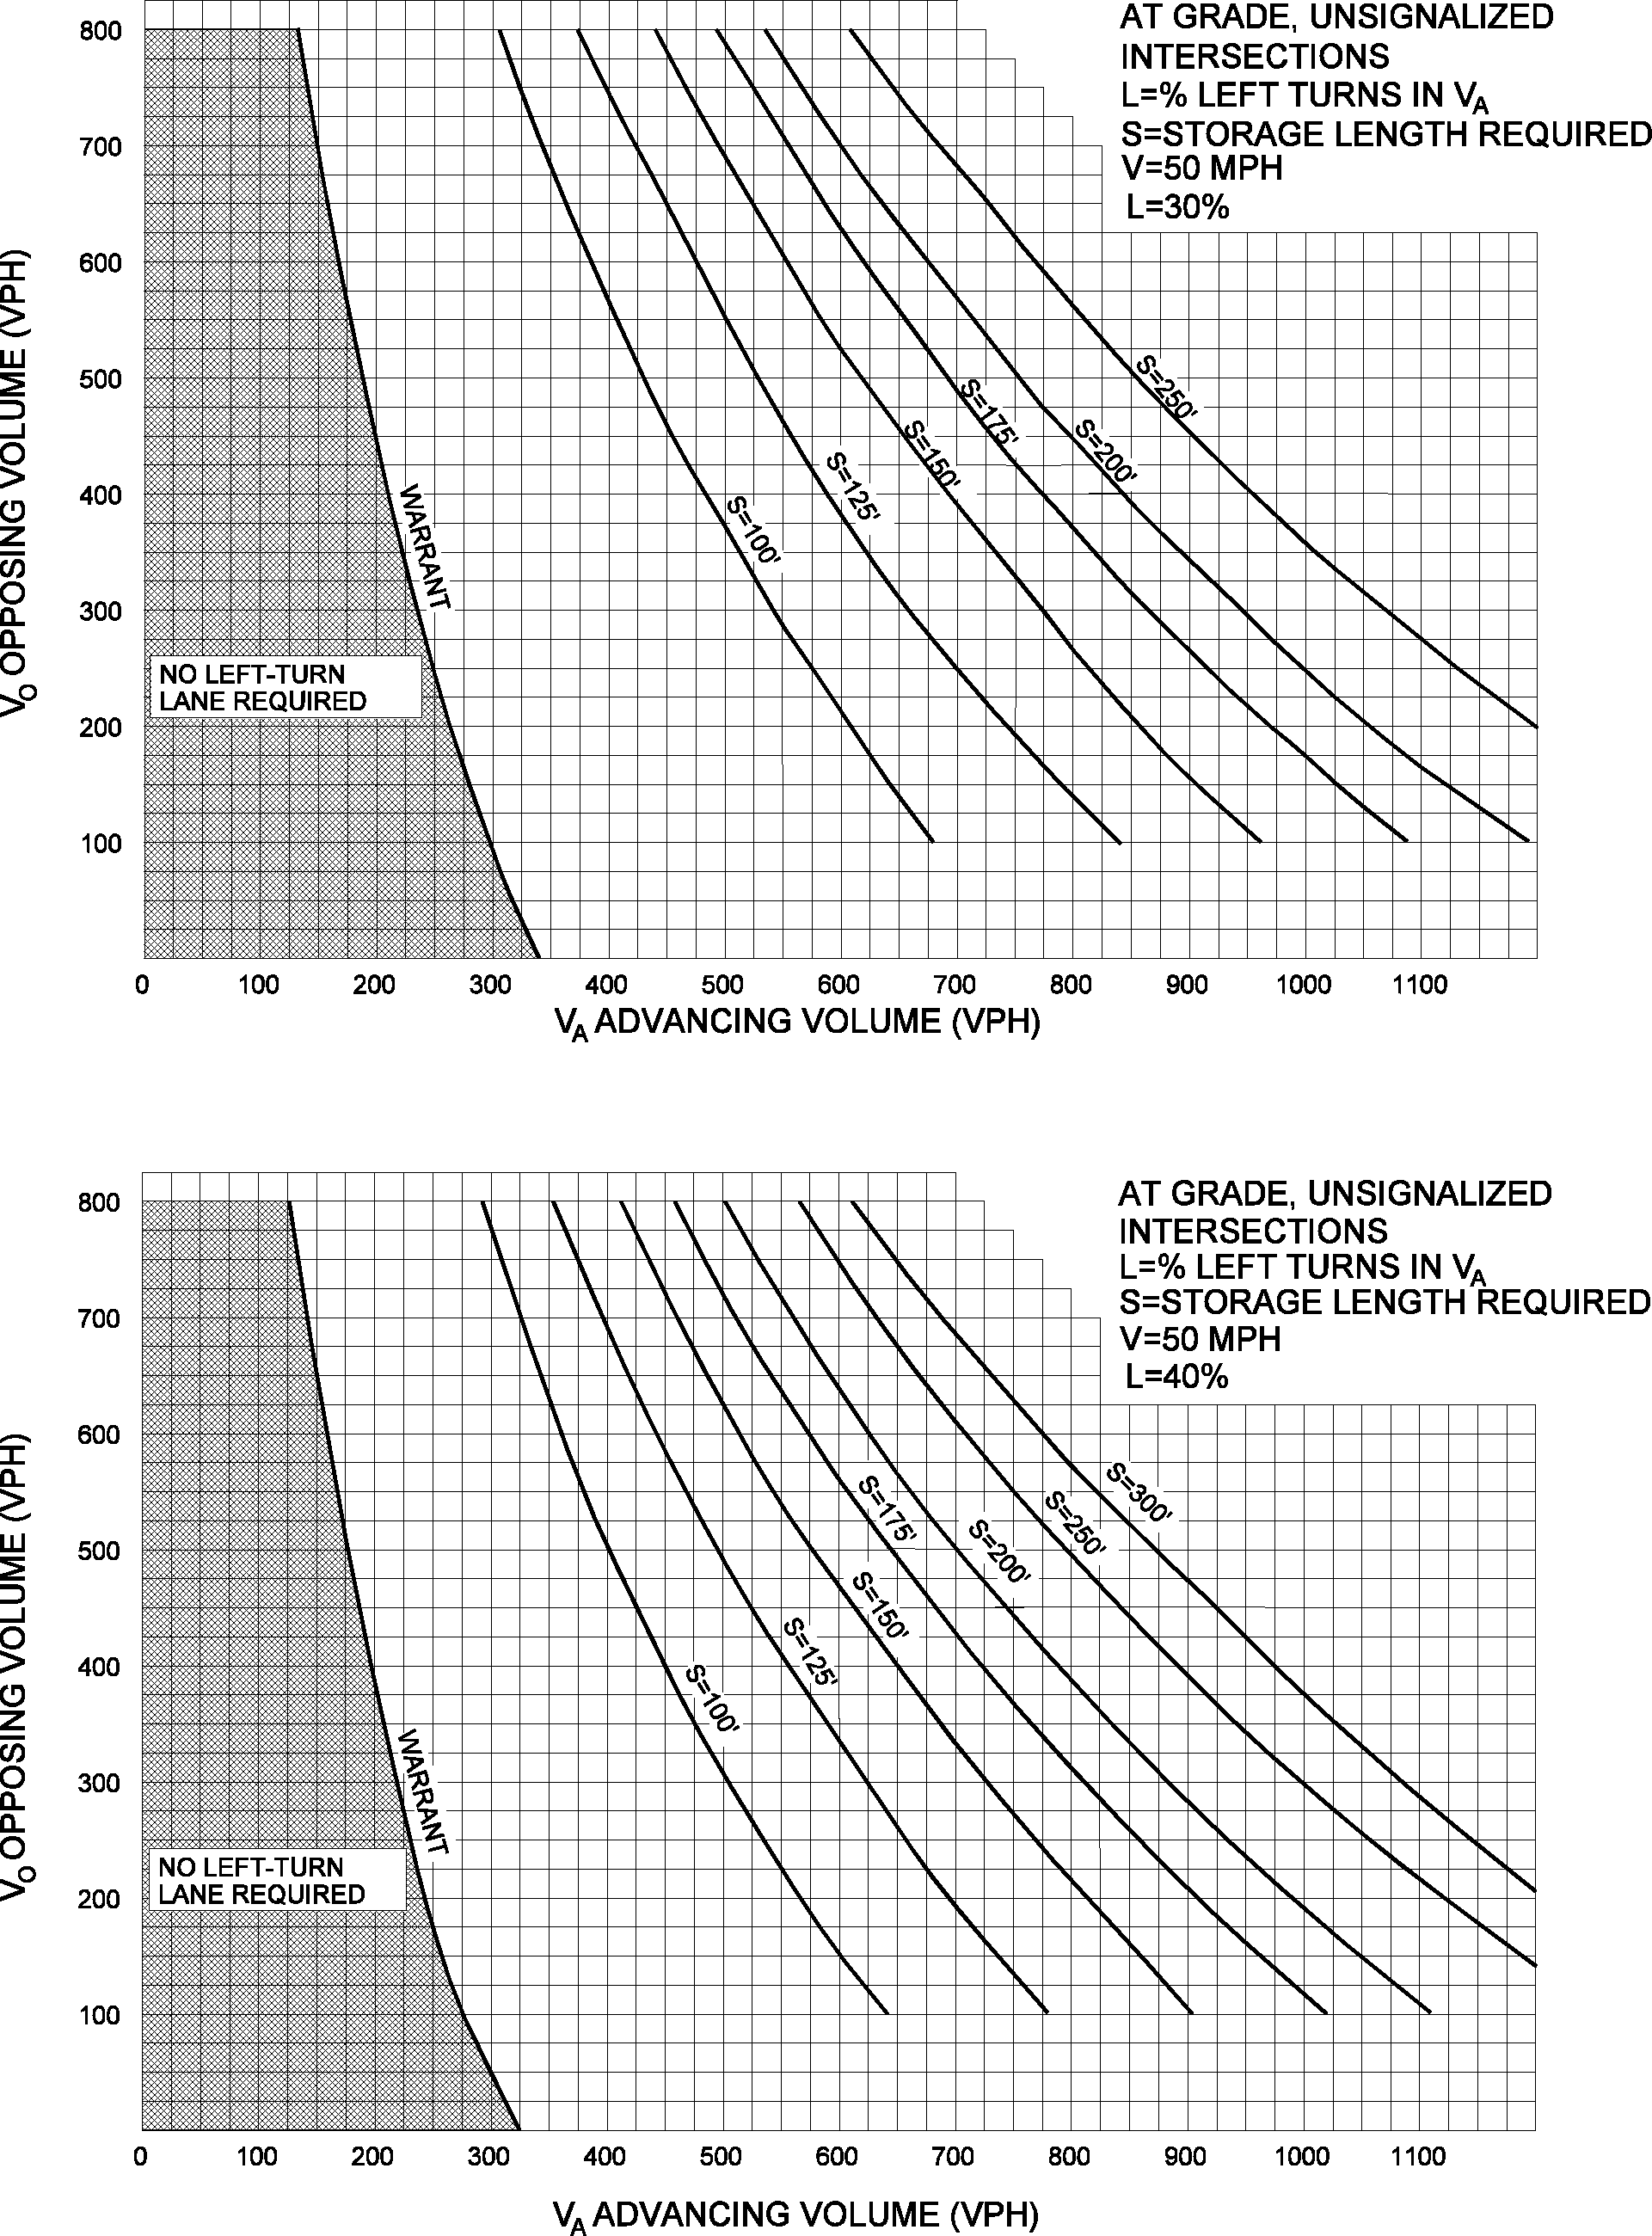 AT GRADE, UNSIGNALIZED
INTERSECTIONS
L=% LEFT TURNS IN VA
S=STORAGE LENGTH REQUIRED
V=50 MPH
L=30%
VO OPPOSING VOLUME (VPH)
800
700
600
500
400
300
200
100
S=250'
S=175'
S=200'
S=150'
S=125'
S=100'
WARRANT
NO LEFT-TURN
LANE REQUIRED
0 100 200 300 400 500 600 700 800 900 1000 1100
VA ADVANCING VOLUME (VPH)
AT GRADE, UNSIGNALIZED
INTERSECTIONS
L=% LEFT TURNS IN VA
S=STORAGE LENGTH REQUIRED
V=50 MPH
L=40%
VO OPPOSING VOLUME (VPH)
800
700
600
500
400
300
200
100
S=300'
S=250'
S=175'
S=200'
S=150'
S=125'
S=100'
WARRANT
NO LEFT-TURN
LANE REQUIRED
0 100 200 300 400 500 600 700 800 900 1000 1100
VA ADVANCING VOLUME (VPH)